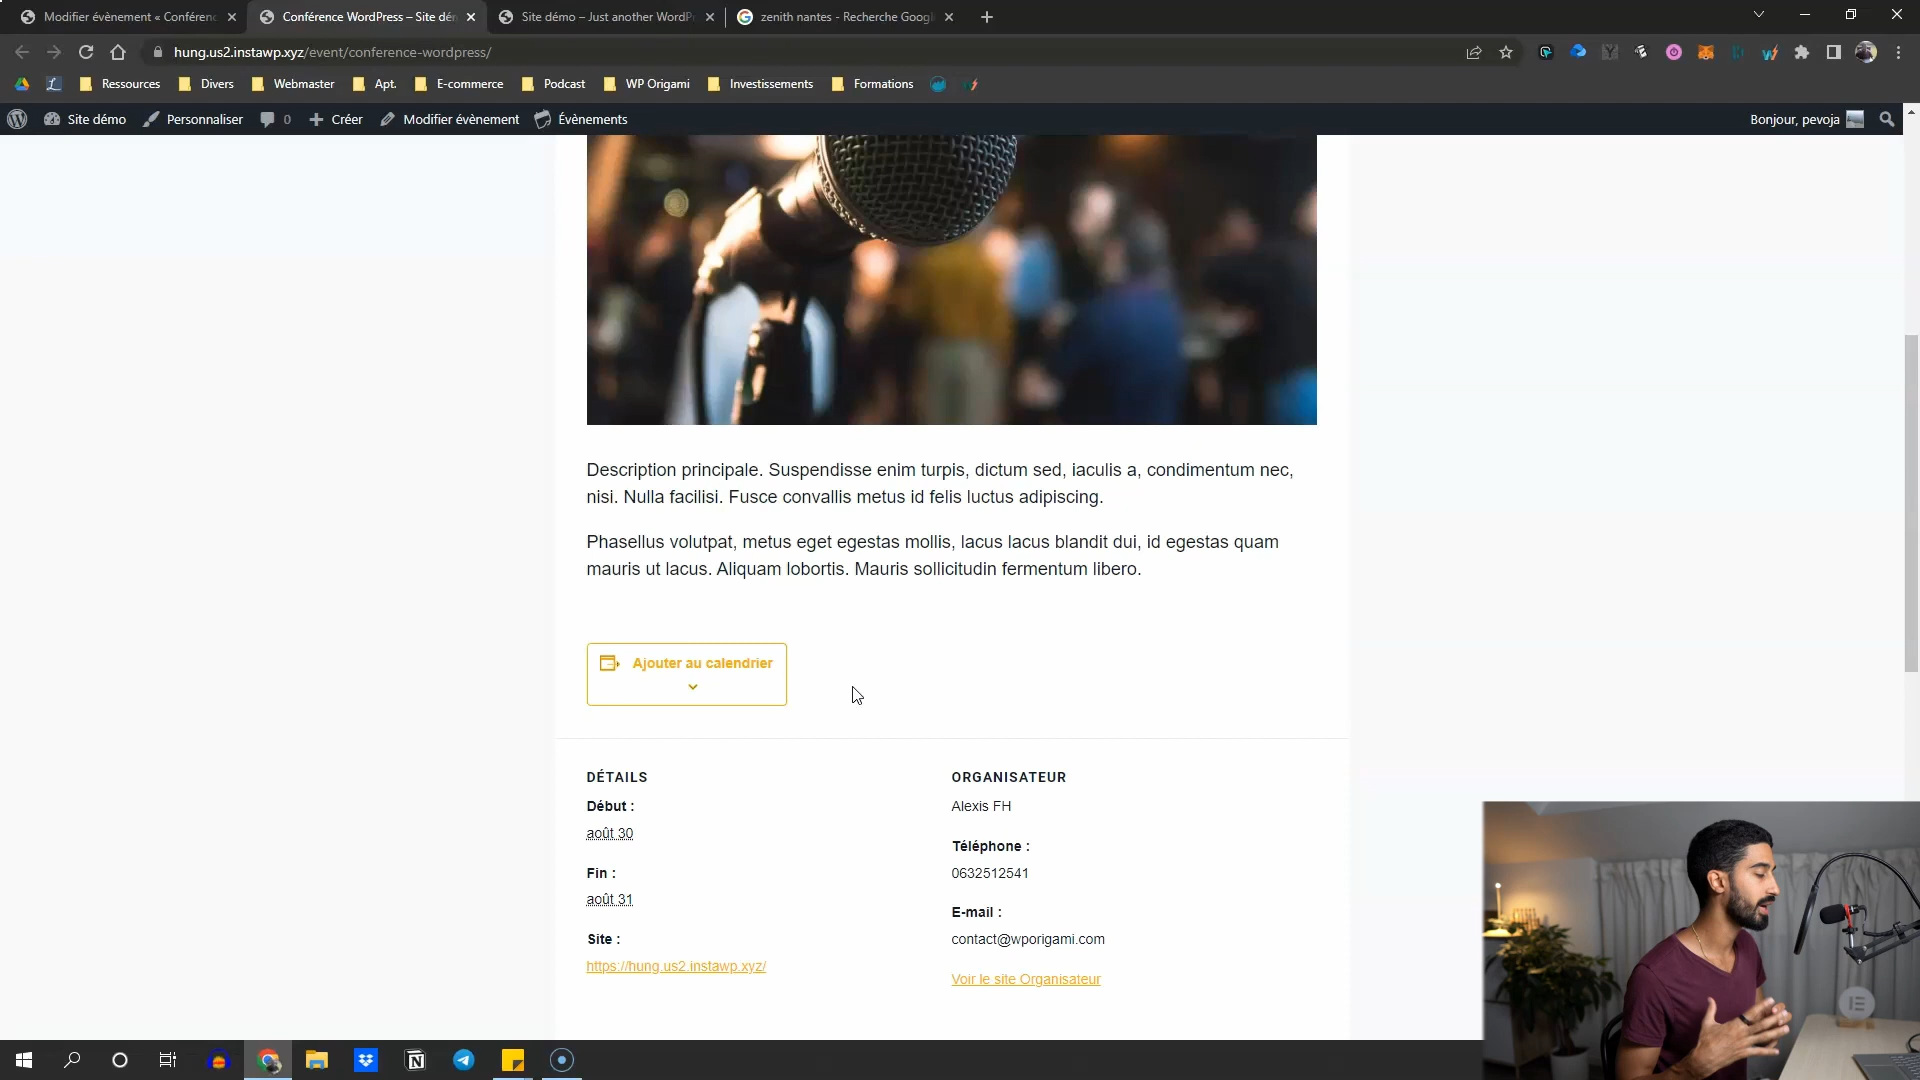 Modifier évènement « Conférenc
Conférence WordPress – Site dém
Site démo – Just another WordPr
zenith nantes - Recherche Googl
hung.us2.instawp.xyz/event/conference-wordpress/
Ressources
Divers
Webmaster
Apt.
E-commerce
Podcast
WP Origami
Investissements
Formations
Site démo
Personnaliser
0
Créer
Modifier évènement
Évènements
Bonjour, pevoja
Description principale. Suspendisse enim turpis, dictum sed, iaculis a, condimentum nec,
nisi. Nulla facilisi. Fusce convallis metus id felis luctus adipiscing.
Phasellus volutpat, metus eget egestas mollis, lacus lacus blandit dui, id egestas quam
mauris ut lacus. Aliquam lobortis. Mauris sollicitudin fermentum libero.
Ajouter au calendrier
DÉTAILS
Début :
août 30
Fin :
août 31
Site :
https://hung.us2.instawp.xyz/
ORGANISATEUR
Alexis FH
Téléphone :
0632512541
E-mail :
contact@wporigami.com
Voir le site Organisateur